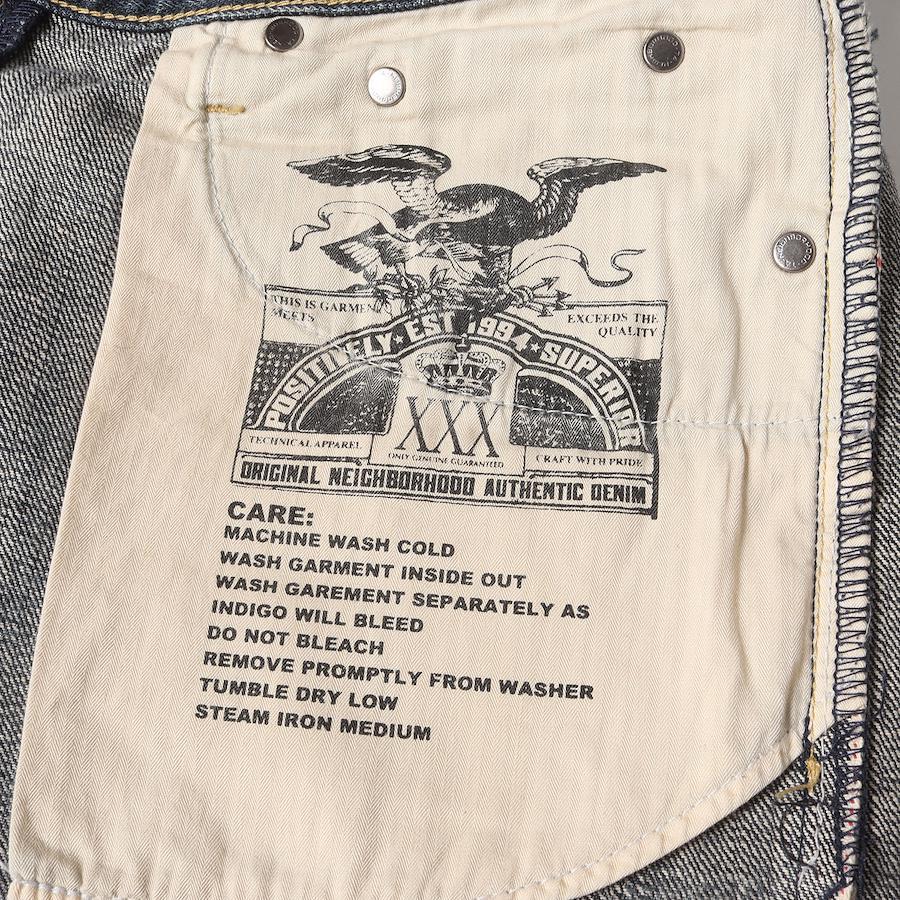 THIS IS GARMENT
MEETS
EXCEEDS THE
QUALITY
POSITIVELY★EST 1994★SUPERIOR
XXX
TECHNICAL APPAREL
ONLY GENUINE GUARANTEED
CRAFT WITH PRIDE
ORIGINAL NEIGHBORHOOD AUTHENTIC DENIM
CARE:
MACHINE WASH COLD
WASH GARMENT INSIDE OUT
WASH GAREMENT SEPARATELY AS
INDIGO WILL BLEED
DO NOT BLEACH
REMOVE PROMPTLY FROM WASHER
TUMBLE DRY LOW
STEAM IRON MEDIUM